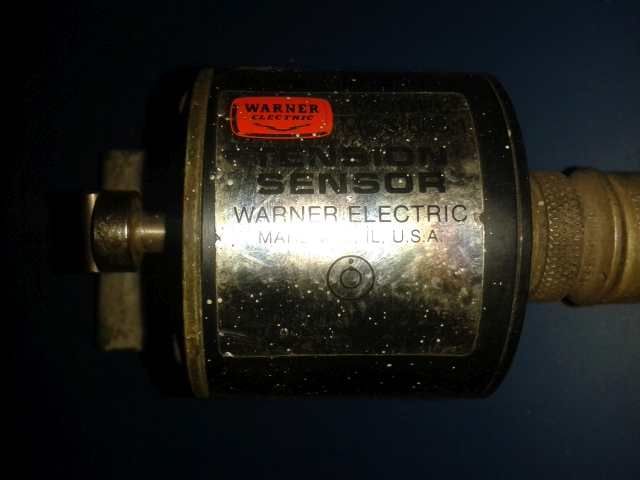 WARNER
ELECTRIC
TENSION
SENSOR
WARNER ELECTRIC
IL, U.S.A.